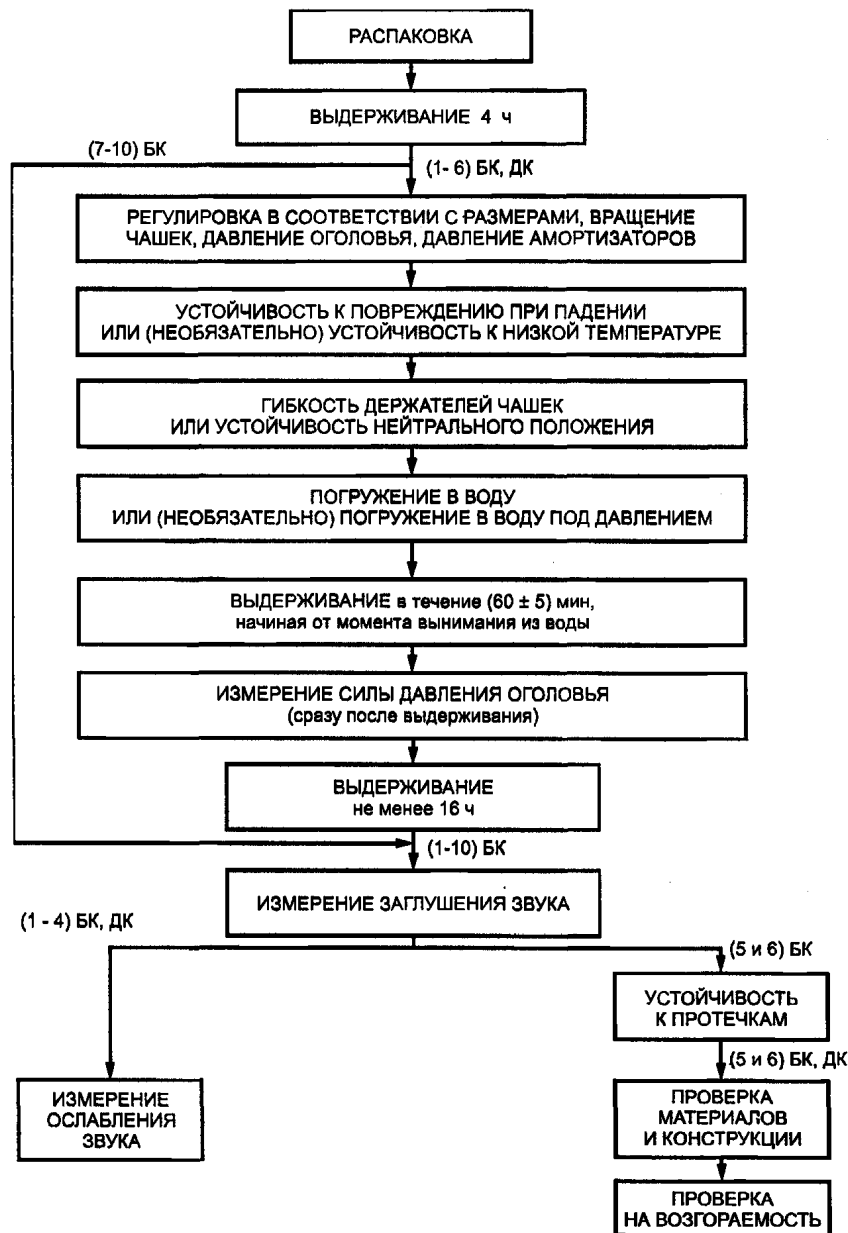 РАСПАКОВКА
ВЫДЕРЖИВАНИЕ 4 ч
(7-10) БК
(1- 6) БК, ДК
РЕГУЛИРОВКА В СООТВЕТСТВИИ С РАЗМЕРАМИ, ВРАЩЕНИЕ
ЧАШЕК, ДАВЛЕНИЕ ОГОЛОВЬЯ, ДАВЛЕНИЕ АМОРТИЗАТОРОВ
УСТОЙЧИВОСТЬ К ПОВРЕЖДЕНИЮ ПРИ ПАДЕНИИ
ИЛИ (НЕОБЯЗАТЕЛЬНО) УСТОЙЧИВОСТЬ К НИЗКОЙ ТЕМПЕРАТУРЕ
ГИБКОСТЬ ДЕРЖАТЕЛЕЙ ЧАШЕК
ИЛИ УСТОЙЧИВОСТЬ НЕЙТРАЛЬНОГО ПОЛОЖЕНИЯ
ПОГРУЖЕНИЕ В ВОДУ
ИЛИ (НЕОБЯЗАТЕЛЬНО) ПОГРУЖЕНИЕ В ВОДУ ПОД ДАВЛЕНИЕМ
ВЫДЕРЖИВАНИЕ в течение (60 ± 5) мин,
начиная от момента вынимания из воды
ИЗМЕРЕНИЕ СИЛЫ ДАВЛЕНИЯ ОГОЛОВЬЯ
(сразу после выдерживания)
ВЫДЕРЖИВАНИЕ
не менее 16 ч
(1-10) БК
ИЗМЕРЕНИЕ ЗАГЛУШЕНИЯ ЗВУКА
(1 - 4) БК, ДК
(5 и 6) БК
УСТОЙЧИВОСТЬ
К ПРОТЕЧКАМ
(5 и 6) БК, ДК
ИЗМЕРЕНИЕ
ОСЛАБЛЕНИЯ
ЗВУКА
ПРОВЕРКА
МАТЕРИАЛОВ
И КОНСТРУКЦИИ
ПРОВЕРКА
НА ВОЗГОРАЕМОСТЬ